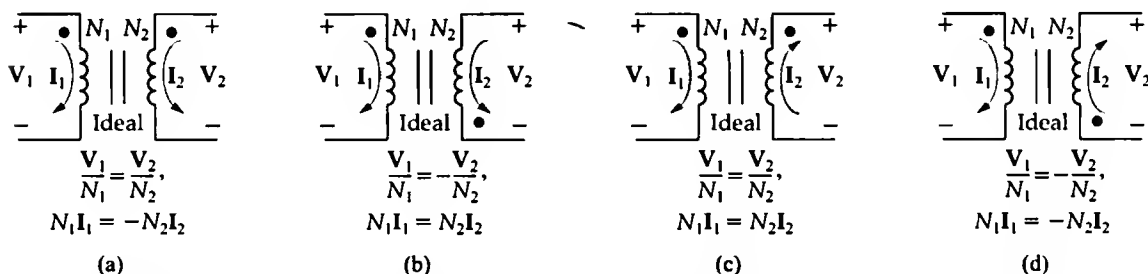 + N₁ N₂ + + N₁ N₂ + + N₁ N₂ + + N₁ N₂ +
V₁ I₁ I₂ V₂ V₁ I₁ I₂ V₂ V₁ I₁ I₂ V₂ V₁ I₁ I₂ V₂
− Ideal − − Ideal − − Ideal − − Ideal −
V₁/N₁ = V₂/N₂, V₁/N₁ = −V₂/N₂, V₁/N₁ = V₂/N₂, V₁/N₁ = −V₂/N₂,
N₁I₁ = −N₂I₂ N₁I₁ = N₂I₂ N₁I₁ = N₂I₂ N₁I₁ = −N₂I₂
(a) (b) (c) (d)